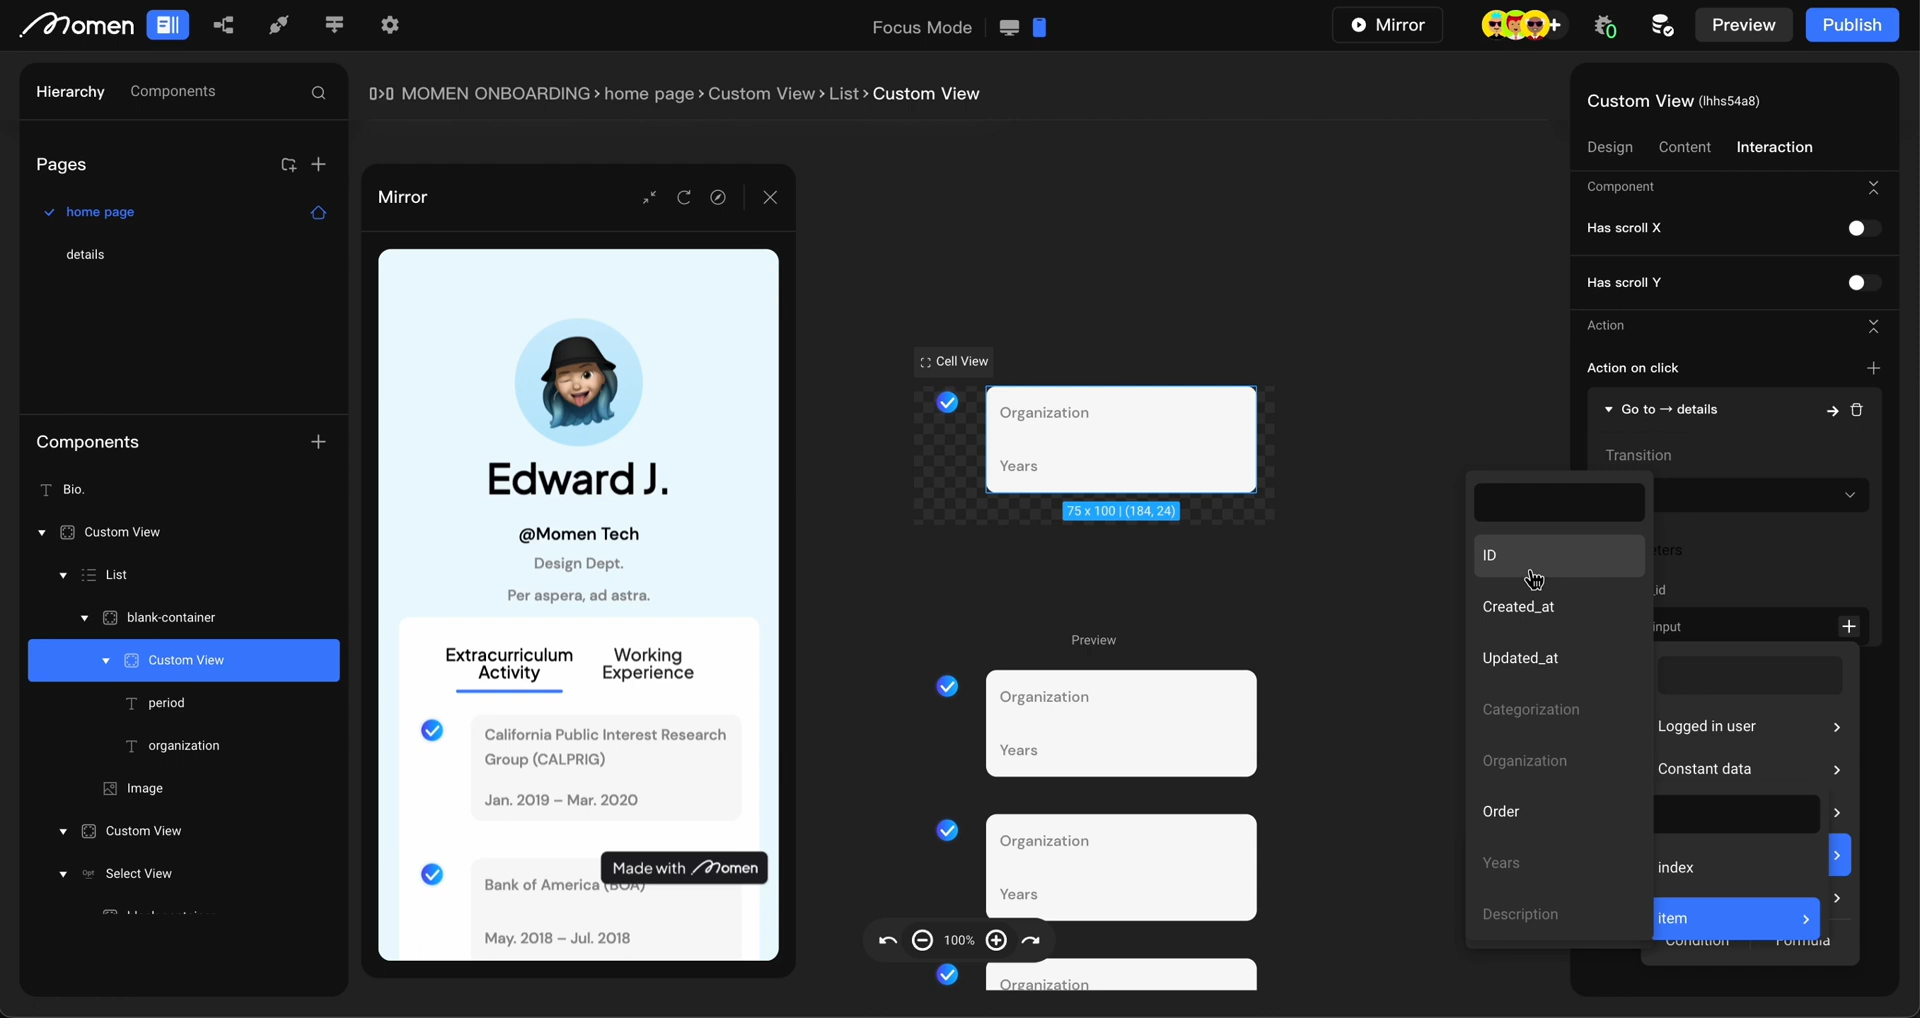 Momen
Focus Mode
Mirror
0
Preview
Publish
Hierarchy
Components
MOMEN ONBOARDING › home page › Custom View › List › Custom View
Pages
home page
details
Components
Bio.
Custom View
List
blank-container
Custom View
period
organization
Image
Custom View
Opt Select View
Mirror
Edward J.
@Momen Tech
Design Dept.
Per aspera, ad astra.
Extracurriculum
Activity
Working
Experience
California Public Interest Research
Group (CALPRIG)
Jan. 2019 – Mar. 2020
Bank of America (BOA)
Made with Momen
May. 2018 – Jul. 2018
Cell View
Organization
Years
75 x 100 | (184, 24)
Preview
Organization
Years
Organization
Years
100%
Organization
Custom View (lhhs54a8)
Design
Content
Interaction
Component
Has scroll X
Has scroll Y
Action
Action on click
Go to → details
Transition
ID
Created_at
Updated_at
Categorization
Organization
Order
Years
Description
Logged in user
Constant data
index
item
Condition
Formula